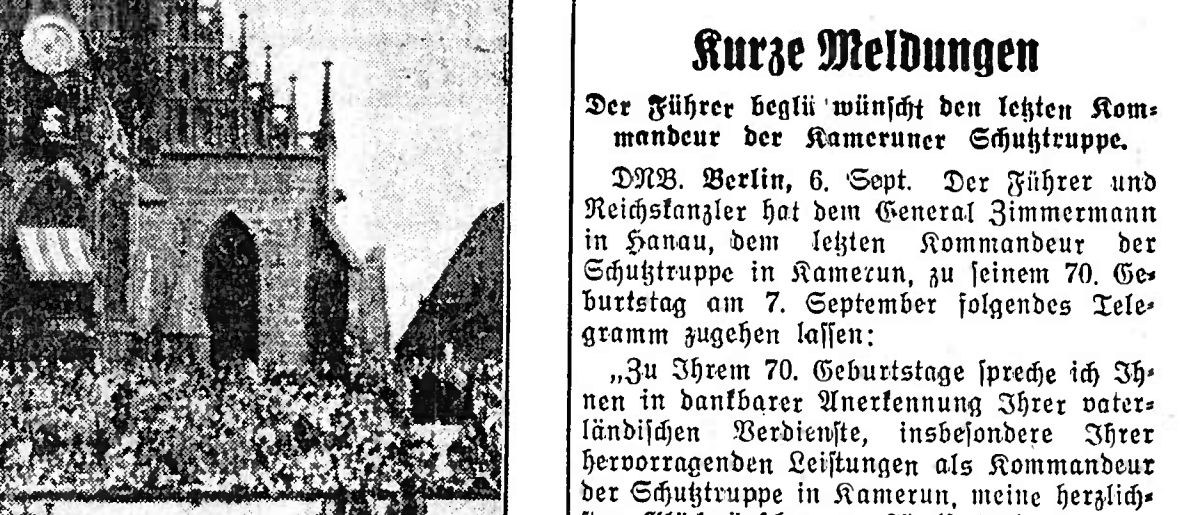 Kurze Meldungen
Der Führer beglü wünscht den letzten Kom-
mandeur der Kameruner Schutztruppe.
DNB. Berlin, 6. Sept. Der Führer und
Reichskanzler hat dem General Zimmermann
in Hanau, dem letzten Kommandeur der
Schutztruppe in Kamerun, zu seinem 70. Ge-
burtstag am 7. September folgendes Tele-
gramm zugehen lassen:
„Zu Ihrem 70. Geburtstage spreche ich Ih-
nen in dankbarer Anerkennung Ihrer vater-
ländischen Verdienste, insbesondere Ihrer
hervorragenden Leistungen als Kommandeur
der Schutztruppe in Kamerun, meine herzlich-